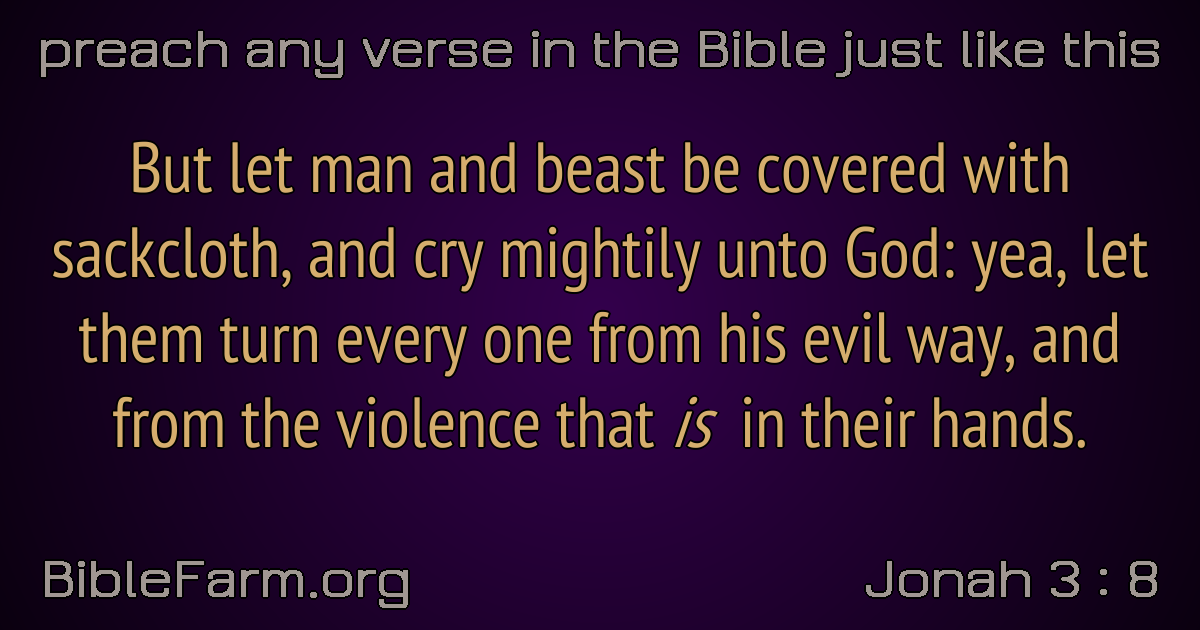 preach any verse in the Bible just like this
But let man and beast be covered with
sackcloth, and cry mightily unto God: yea, let
them turn every one from his evil way, and
from the violence that is in their hands.
BibleFarm.org
Jonah 3 : 8